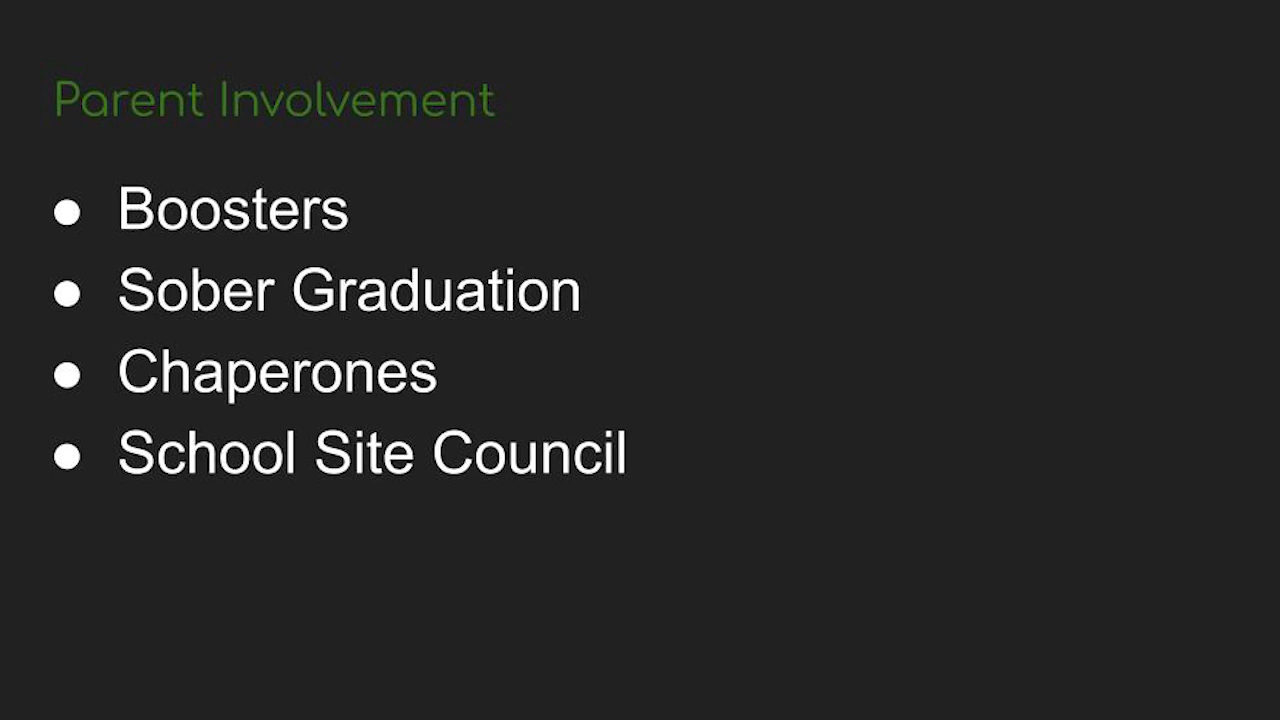 Parent Involvement
● Boosters
● Sober Graduation
● Chaperones
● School Site Council